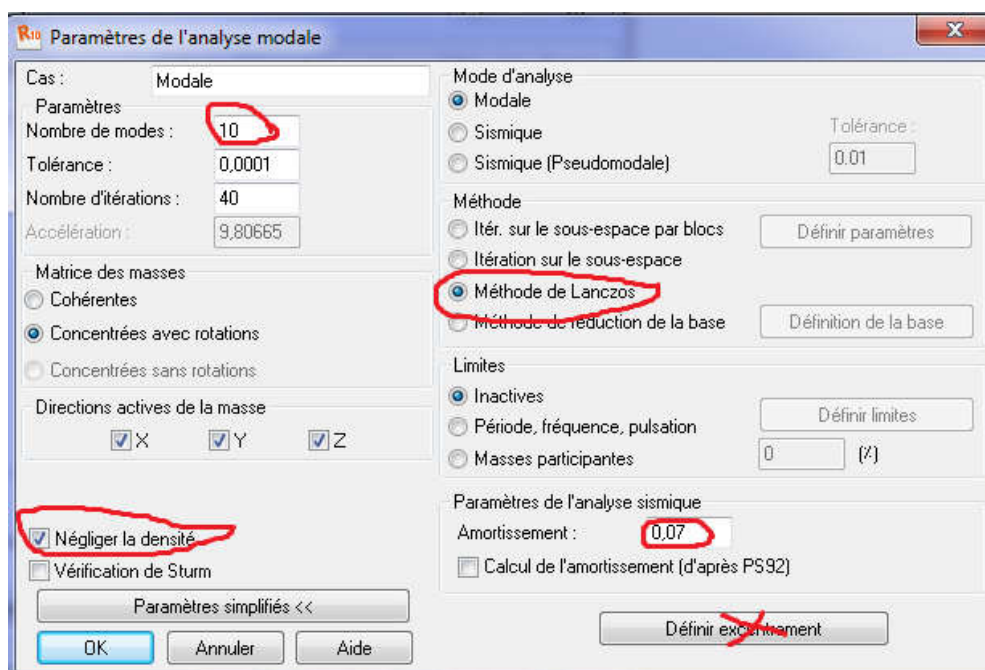 R10 Paramètres de l'analyse modale
Cas : Modale
Paramètres
Nombre de modes : 10
Tolérance : 0,0001
Nombre d'itérations : 40
Accélération : 9,80665
Matrice des masses
Cohérentes
Concentrées avec rotations
Concentrées sans rotations
Directions actives de la masse
X Y Z
Négliger la densité
Vérification de Sturm
Paramètres simplifiés <<
OK Annuler Aide
Mode d'analyse
Modale
Sismique
Tolérance :
Sismique (Pseudomodale) 0.01
Méthode
Itér. sur le sous-espace par blocs Définir paramètres
Itération sur le sous-espace
Méthode de Lanczos
Méthode de réduction de la base Définition de la base
Limites
Inactives
Période, fréquence, pulsation Définir limites
Masses participantes 0 (%)
Paramètres de l'analyse sismique
Amortissement : 0,07
Calcul de l'amortissement (d'après PS92)
Définir excentrement